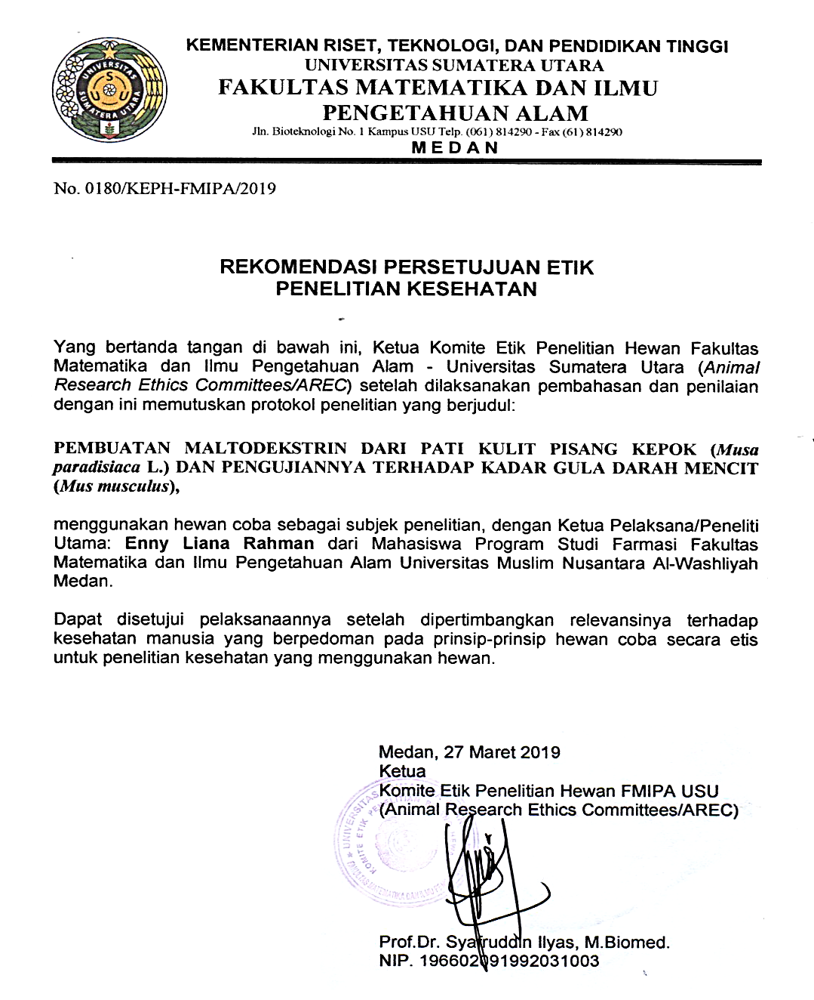 KEMENTERIAN RISET, TEKNOLOGI, DAN PENDIDIKAN TINGGI
UNIVERSITAS SUMATERA UTARA
FAKULTAS MATEMATIKA DAN ILMU
PENGETAHUAN ALAM
Jln. Bioteknologi No. 1 Kampus USU Telp. (061) 814290 - Fax (61) 814290
MEDAN
UNIVERSITAS
SUMATERA UTARA
S
U U
No. 0180/KEPH-FMIPA/2019
REKOMENDASI PERSETUJUAN ETIK
PENELITIAN KESEHATAN
Yang bertanda tangan di bawah ini, Ketua Komite Etik Penelitian Hewan Fakultas
Matematika dan Ilmu Pengetahuan Alam - Universitas Sumatera Utara (Animal
Research Ethics Committees/AREC) setelah dilaksanakan pembahasan dan penilaian
dengan ini memutuskan protokol penelitian yang berjudul:
PEMBUATAN MALTODEKSTRIN DARI PATI KULIT PISANG KEPOK (Musa
paradisiaca L.) DAN PENGUJIANNYA TERHADAP KADAR GULA DARAH MENCIT
(Mus musculus),
menggunakan hewan coba sebagai subjek penelitian, dengan Ketua Pelaksana/Peneliti
Utama: Enny Liana Rahman dari Mahasiswa Program Studi Farmasi Fakultas
Matematika dan Ilmu Pengetahuan Alam Universitas Muslim Nusantara Al-Washliyah
Medan.
Dapat disetujui pelaksanaannya setelah dipertimbangkan relevansinya terhadap
kesehatan manusia yang berpedoman pada prinsip-prinsip hewan coba secara etis
untuk penelitian kesehatan yang menggunakan hewan.
Medan, 27 Maret 2019
Ketua
Komite Etik Penelitian Hewan FMIPA USU
(Animal Research Ethics Committees/AREC)
UNIVERSITAS
KOMITE ETIK PENELITIAN
FAKULTAS MATEMATIKA DAN ILMU
Prof.Dr. Syafruddin Ilyas, M.Biomed.
NIP. 196602091992031003